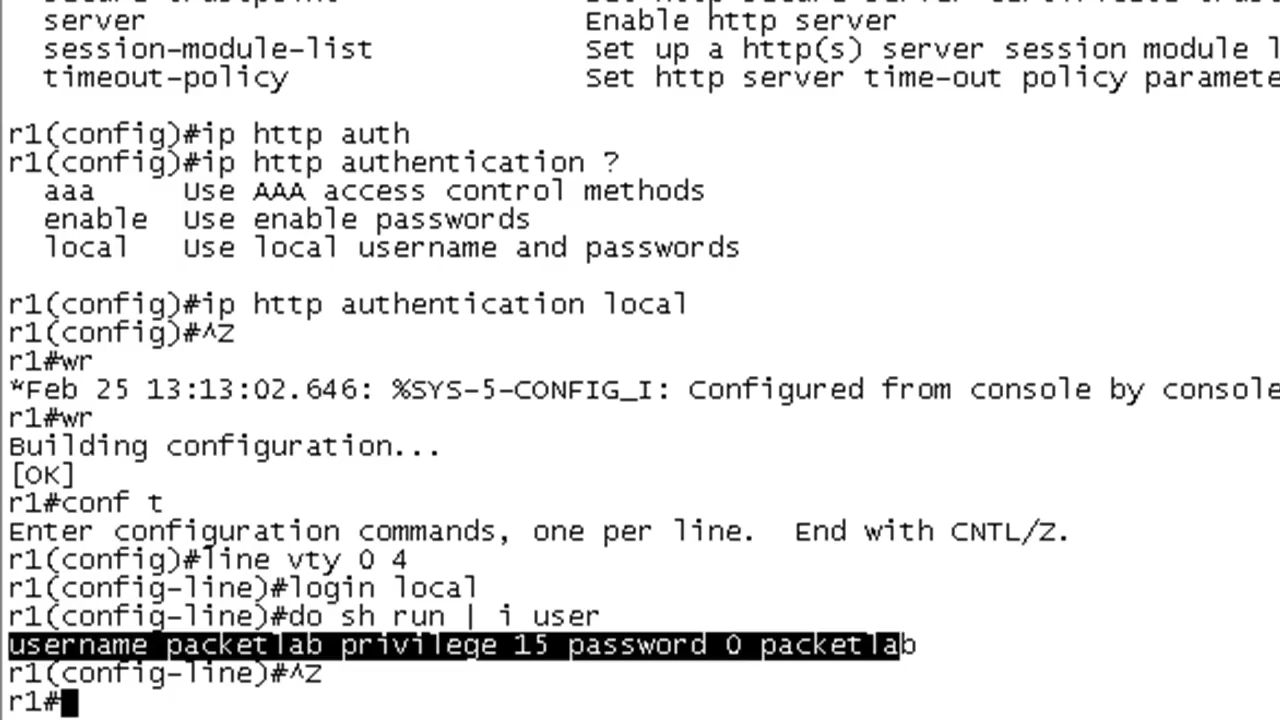 server Enable http server
session-module-list Set up a http(s) server session module l
timeout-policy Set http server time-out policy paramete
r1(config)#ip http auth
r1(config)#ip http authentication ?
aaa Use AAA access control methods
enable Use enable passwords
local Use local username and passwords
r1(config)#ip http authentication local
r1(config)#^Z
r1#wr
*Feb 25 13:13:02.646: %SYS-5-CONFIG_I: Configured from console by console
r1#wr
Building configuration...
[OK]
r1#conf t
Enter configuration commands, one per line. End with CNTL/Z.
r1(config)#line vty 0 4
r1(config-line)#login local
r1(config-line)#do sh run | i user
username packetlab privilege 15 password 0 packetlab
r1(config-line)#^Z
r1#